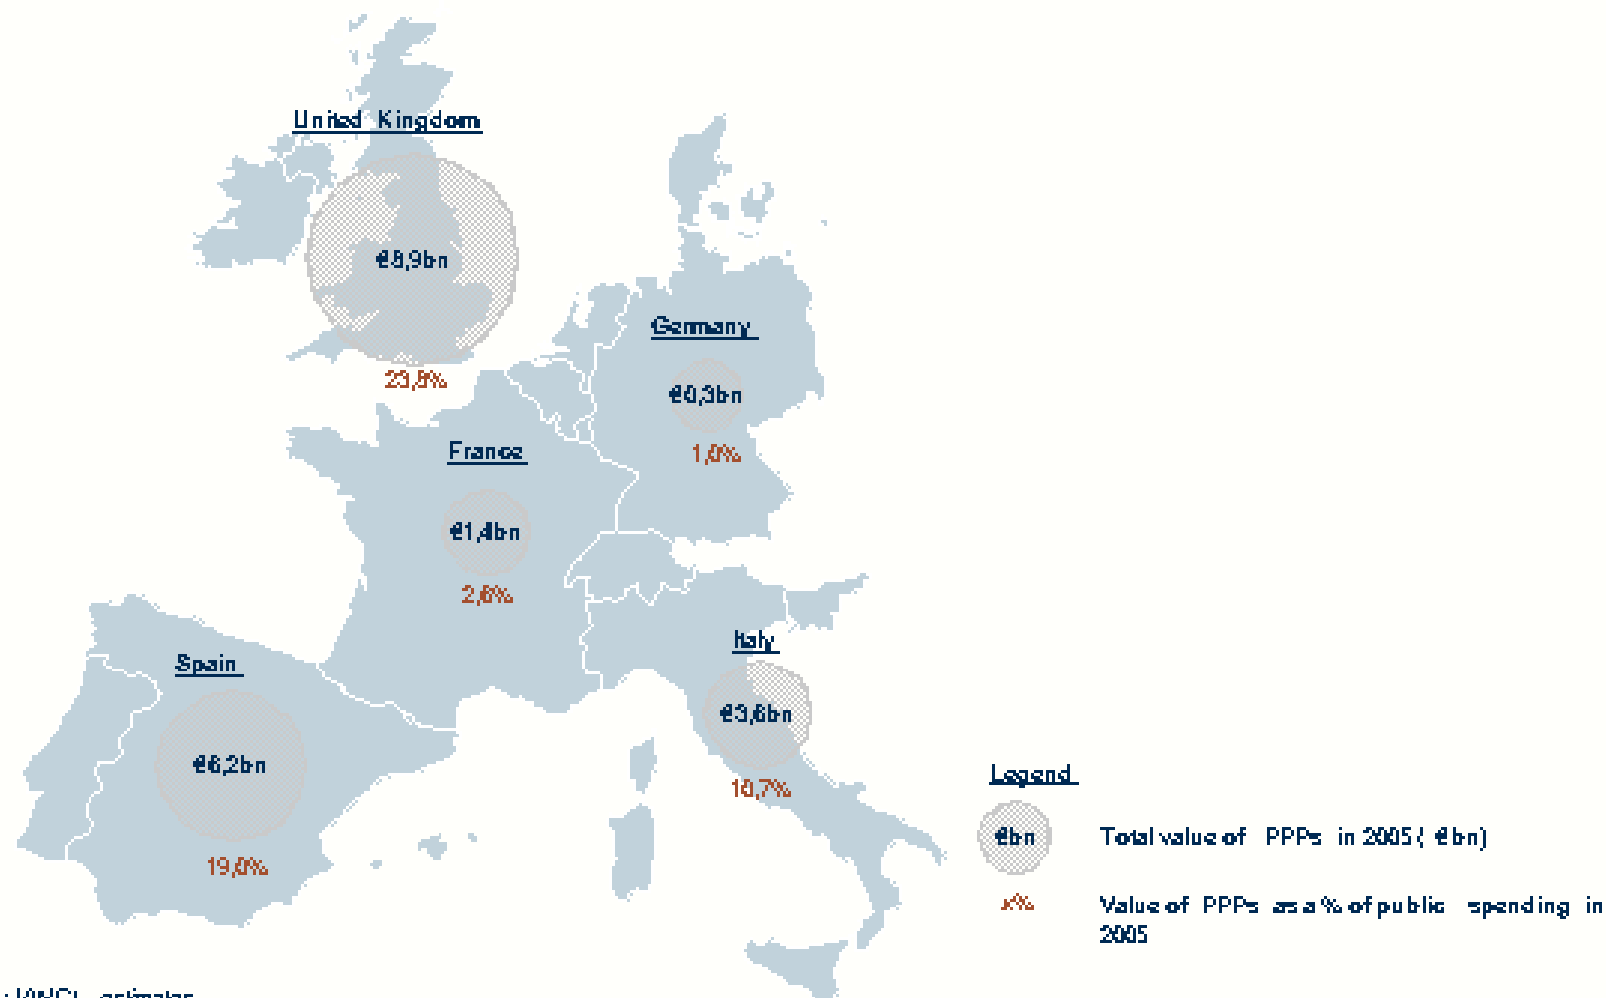 United Kingdom
€8,9bn
23,8%
Germany
€0,3bn
1,0%
France
€1,4bn
2,6%
Italy
€3,6bn
10,7%
Spain
€6,2bn
19,0%
Legend
€bn Total value of PPPs in 2005 ( €bn)
x% Value of PPPs as a % of public spending in
2005
estimates